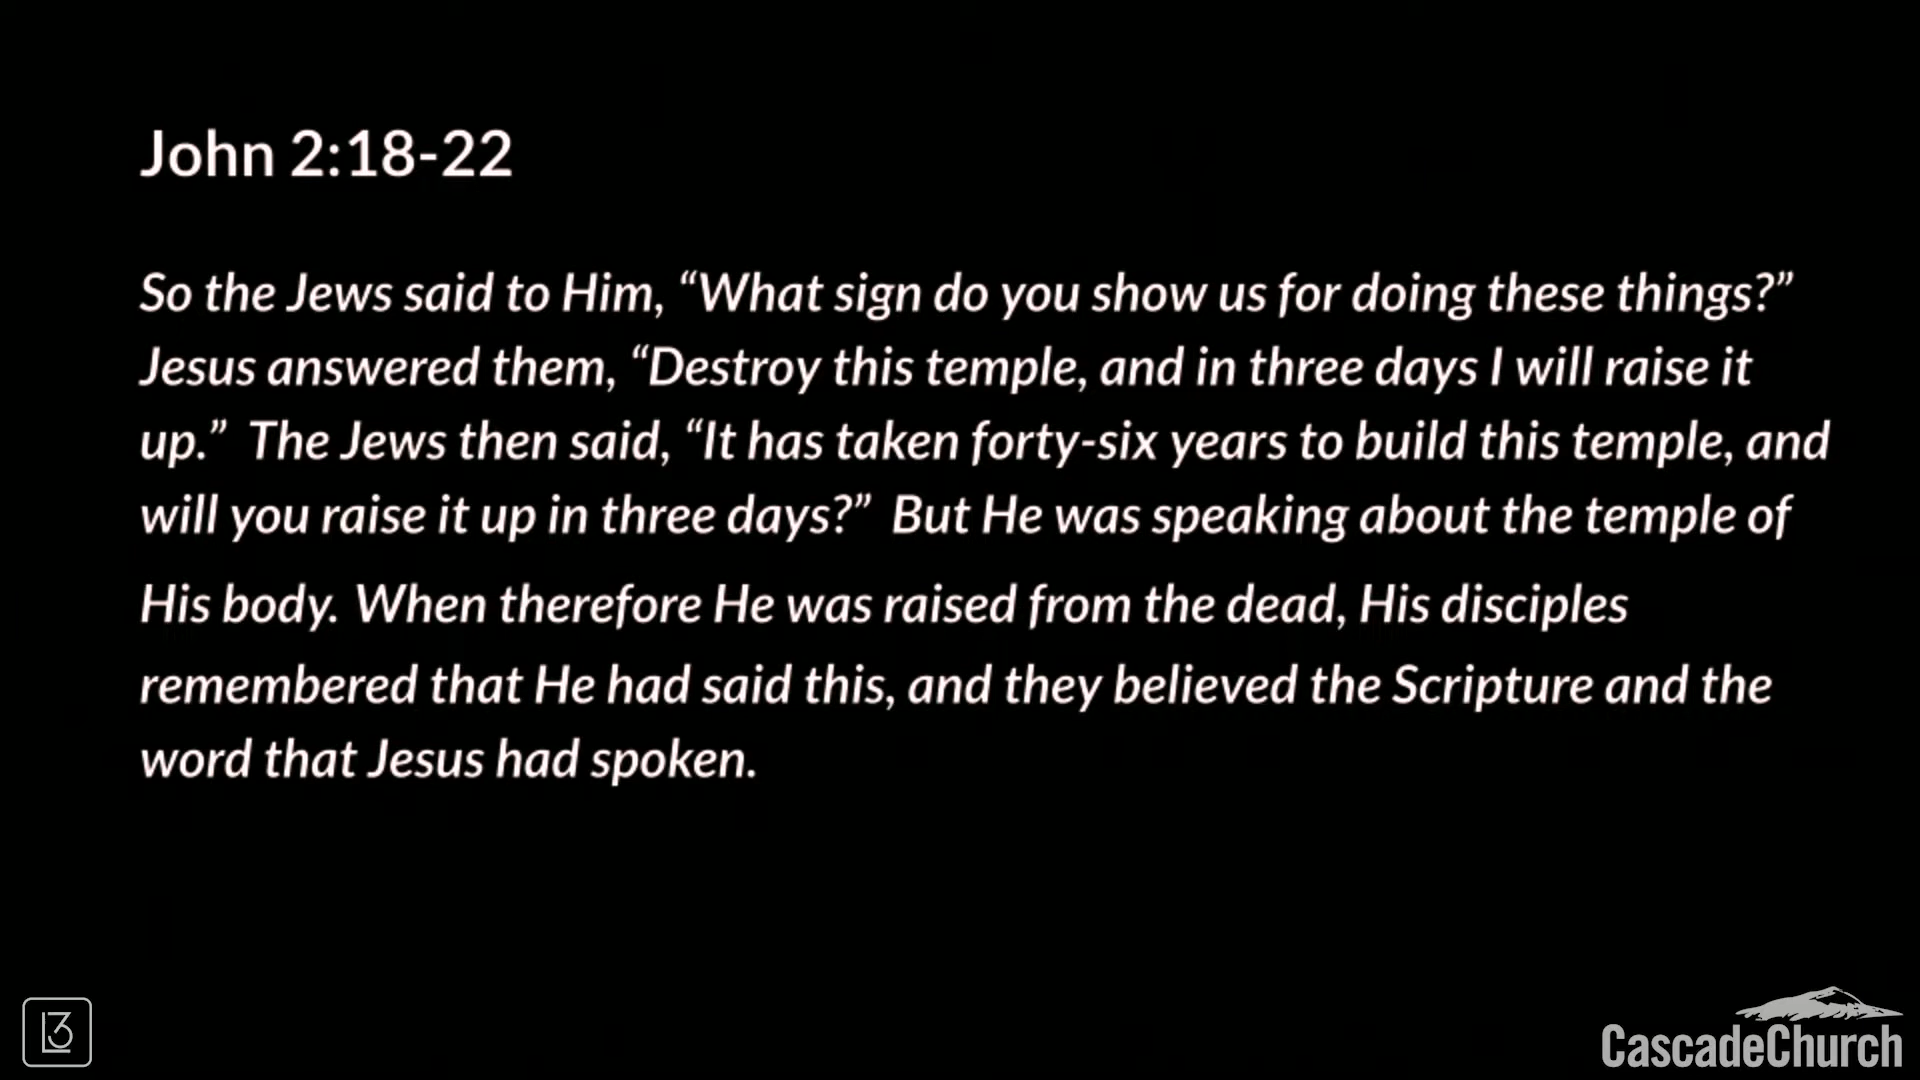 John 2:18-22
So the Jews said to Him, “What sign do you show us for doing these things?”
Jesus answered them, “Destroy this temple, and in three days I will raise it
up.”  The Jews then said, “It has taken forty-six years to build this temple, and
will you raise it up in three days?”  But He was speaking about the temple of
His body. When therefore He was raised from the dead, His disciples
remembered that He had said this, and they believed the Scripture and the
word that Jesus had spoken.
L3
CascadeChurch